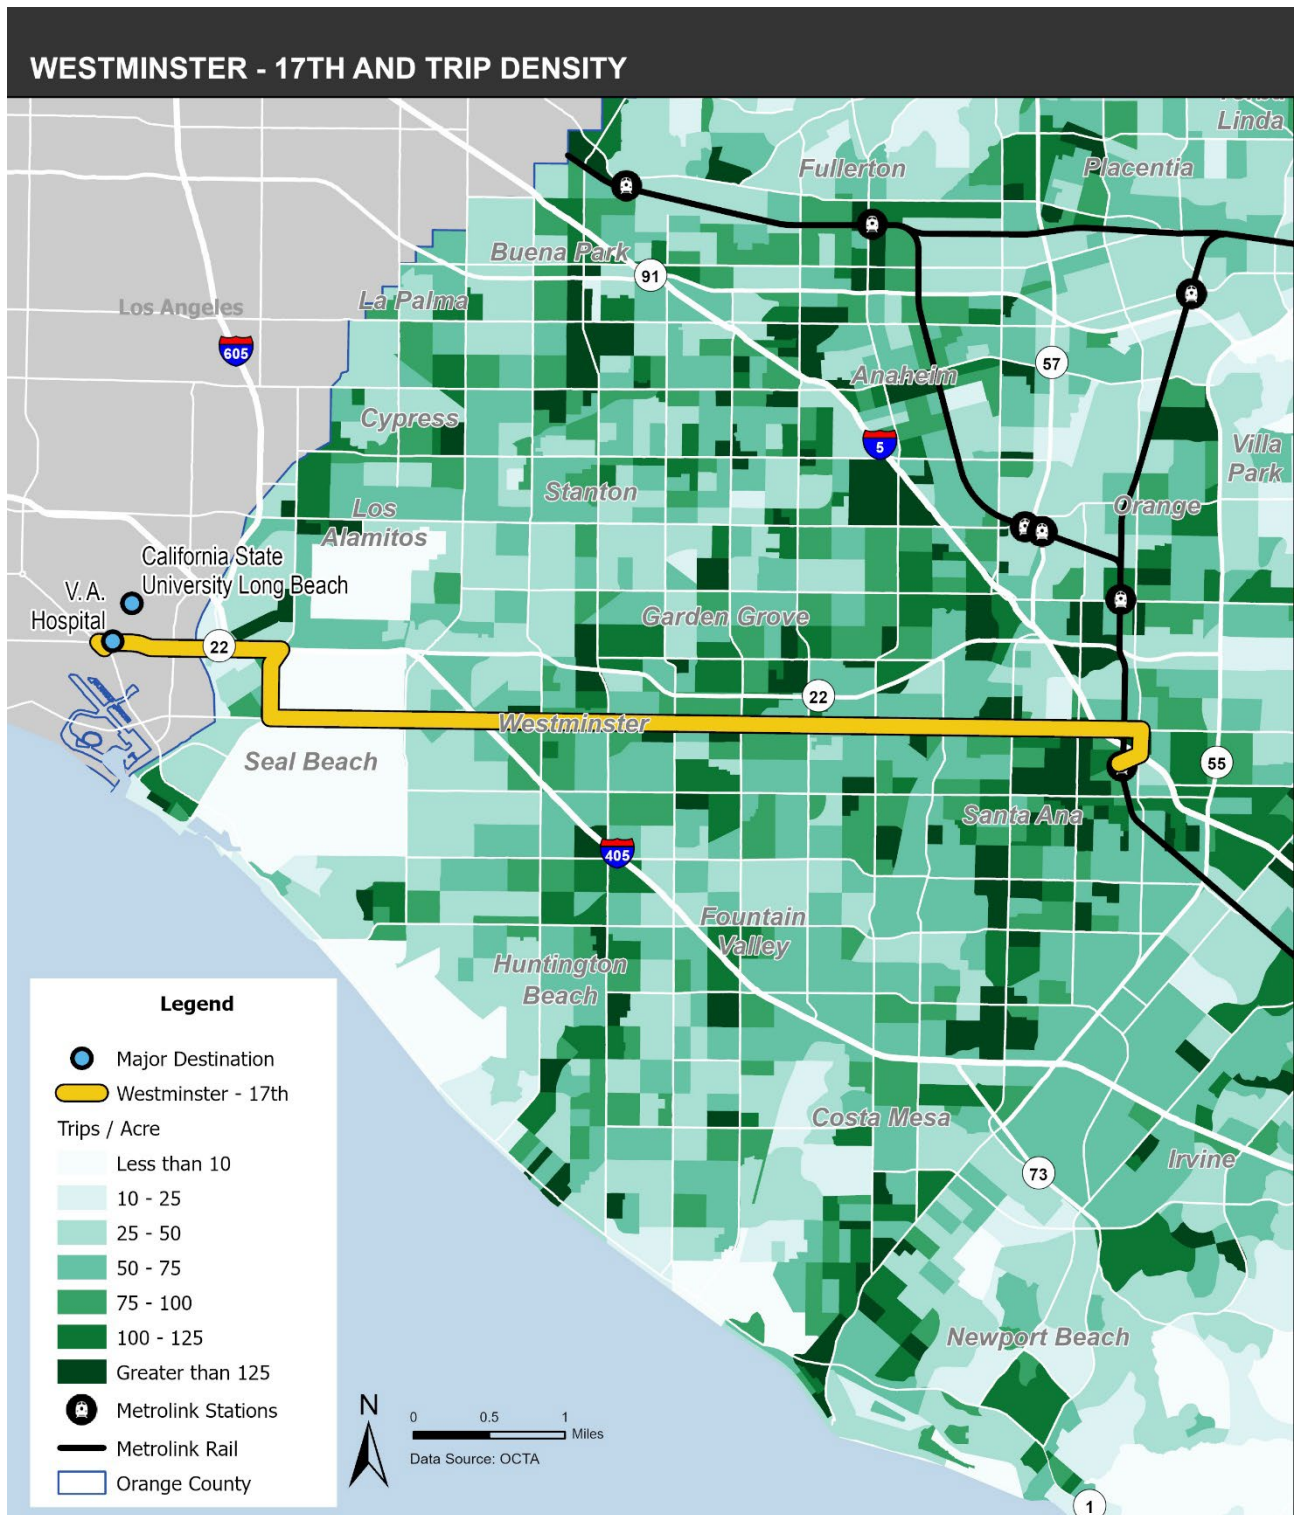 WESTMINSTER - 17TH AND TRIP DENSITY
Linda
Fullerton
Placentia
Buena Park
91
La Palma
Los Angeles
605
57
Anaheim
Cypress
5
Villa
Park
Stanton
Orange
Los
Alamitos
California State
University Long Beach
V. A.
Hospital
Garden Grove
22
22
Westminster
Seal Beach
55
Santa Ana
405
Fountain
Valley
Huntington
Beach
Costa Mesa
Irvine
73
Newport Beach
1
Legend
Major Destination
Westminster - 17th
Trips / Acre
Less than 10
10 - 25
25 - 50
50 - 75
75 - 100
100 - 125
Greater than 125
Metrolink Stations
Metrolink Rail
Orange County
N
0 0.5 1
Miles
Data Source: OCTA